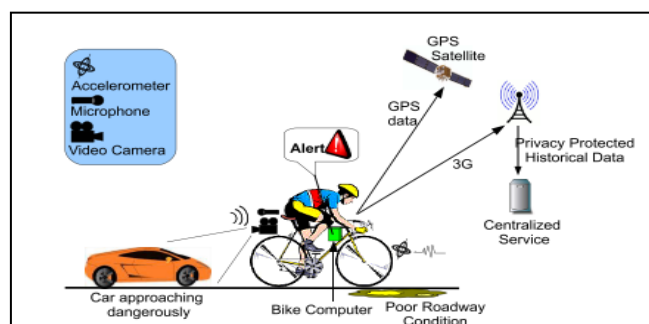 Accelerometer
Microphone
Video Camera
GPS
Satellite
GPS
data
3G
Privacy Protected
Historical Data
Centralized
Service
Alert
!
Car approaching
dangerously
Bike Computer
Poor Roadway
Condition